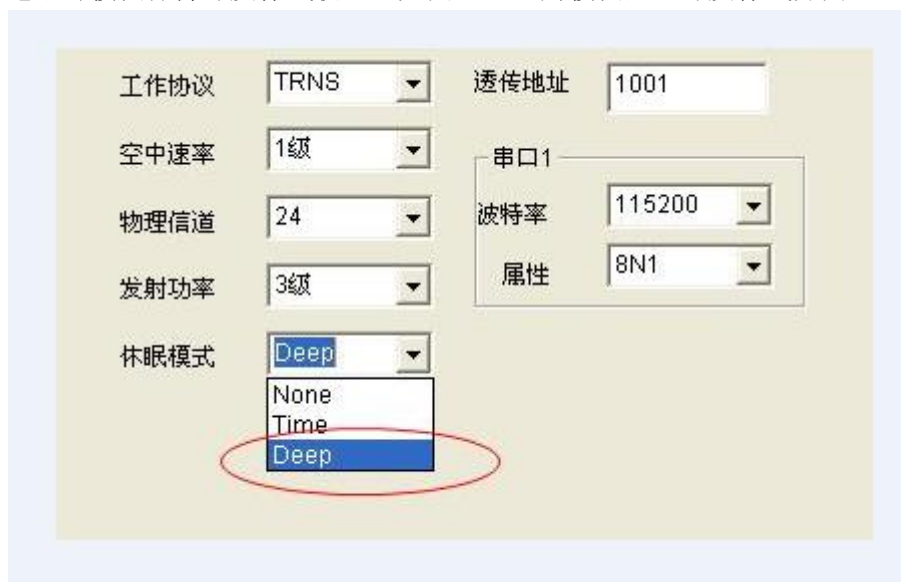 工作协议 TRNS 透传地址 1001
空中速率 1级 串口1
物理信道 24 波特率 115200
发射功率 3级 属性 8N1
休眠模式 Deep
None
Time
Deep